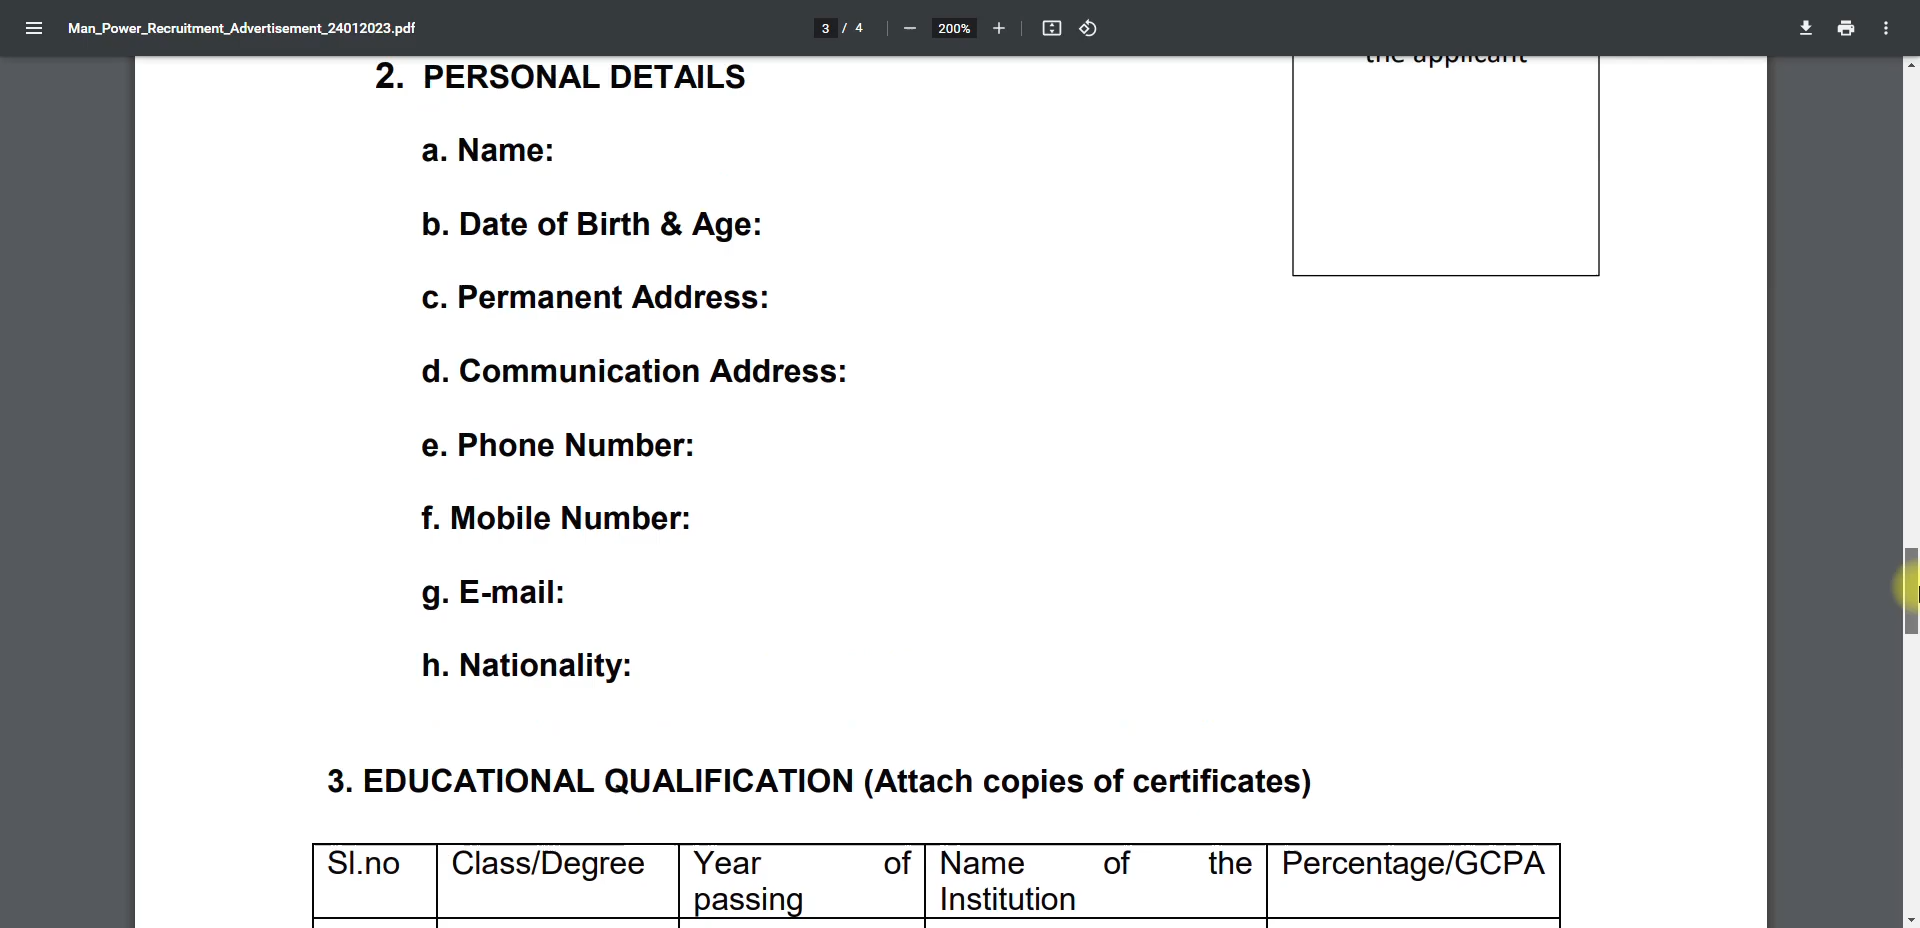 Man_Power_Recruitment_Advertisement_24012023.pdf
3 / 4
200%
the applicant
2. PERSONAL DETAILS
a. Name:
b. Date of Birth & Age:
c. Permanent Address:
d. Communication Address:
e. Phone Number:
f. Mobile Number:
g. E-mail:
h. Nationality:
3. EDUCATIONAL QUALIFICATION (Attach copies of certificates)
Sl.no Class/Degree Year of Name of the Percentage/GCPA
passing Institution